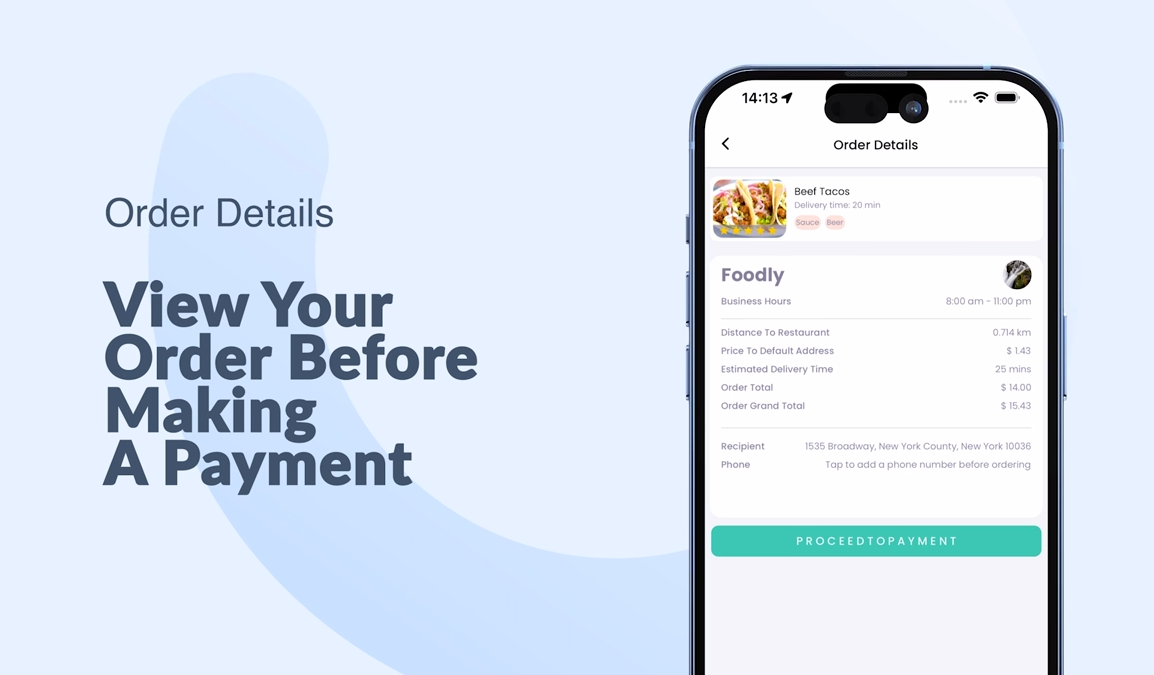 Order Details
View Your
Order Before
Making
A Payment
14:13
Order Details
Beef Tacos
Delivery time: 20 min
Sauce Beer
Foodly
Business Hours 8:00 am - 11:00 pm
Distance To Restaurant 0.714 km
Price To Default Address $ 1.43
Estimated Delivery Time 25 mins
Order Total $ 14.00
Order Grand Total $ 15.43
Recipient 1535 Broadway, New York County, New York 10036
Phone Tap to add a phone number before ordering
PROCEEDTOPAYMENT